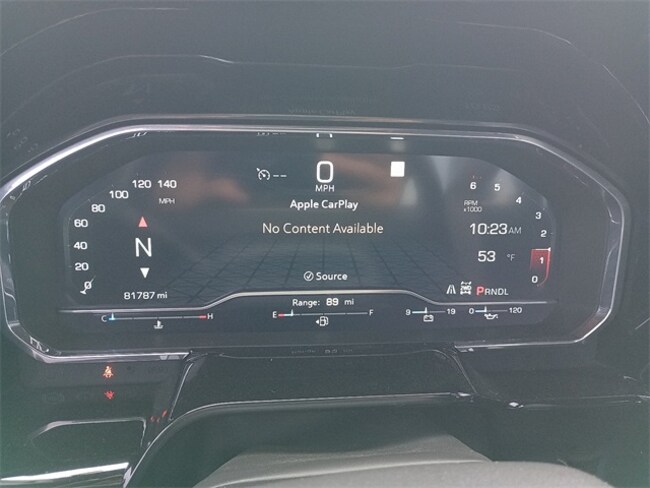 0
-- MPH
Apple CarPlay
No Content Available
Source
Range: 89 mi
0 20 40 60 80 100 120 140
MPH
N
81787 mi
C H
E F
6 5 4 3 2 1 0
RPM
x1000
10:23 AM
53 °F
PRNDL
9 19
0 120